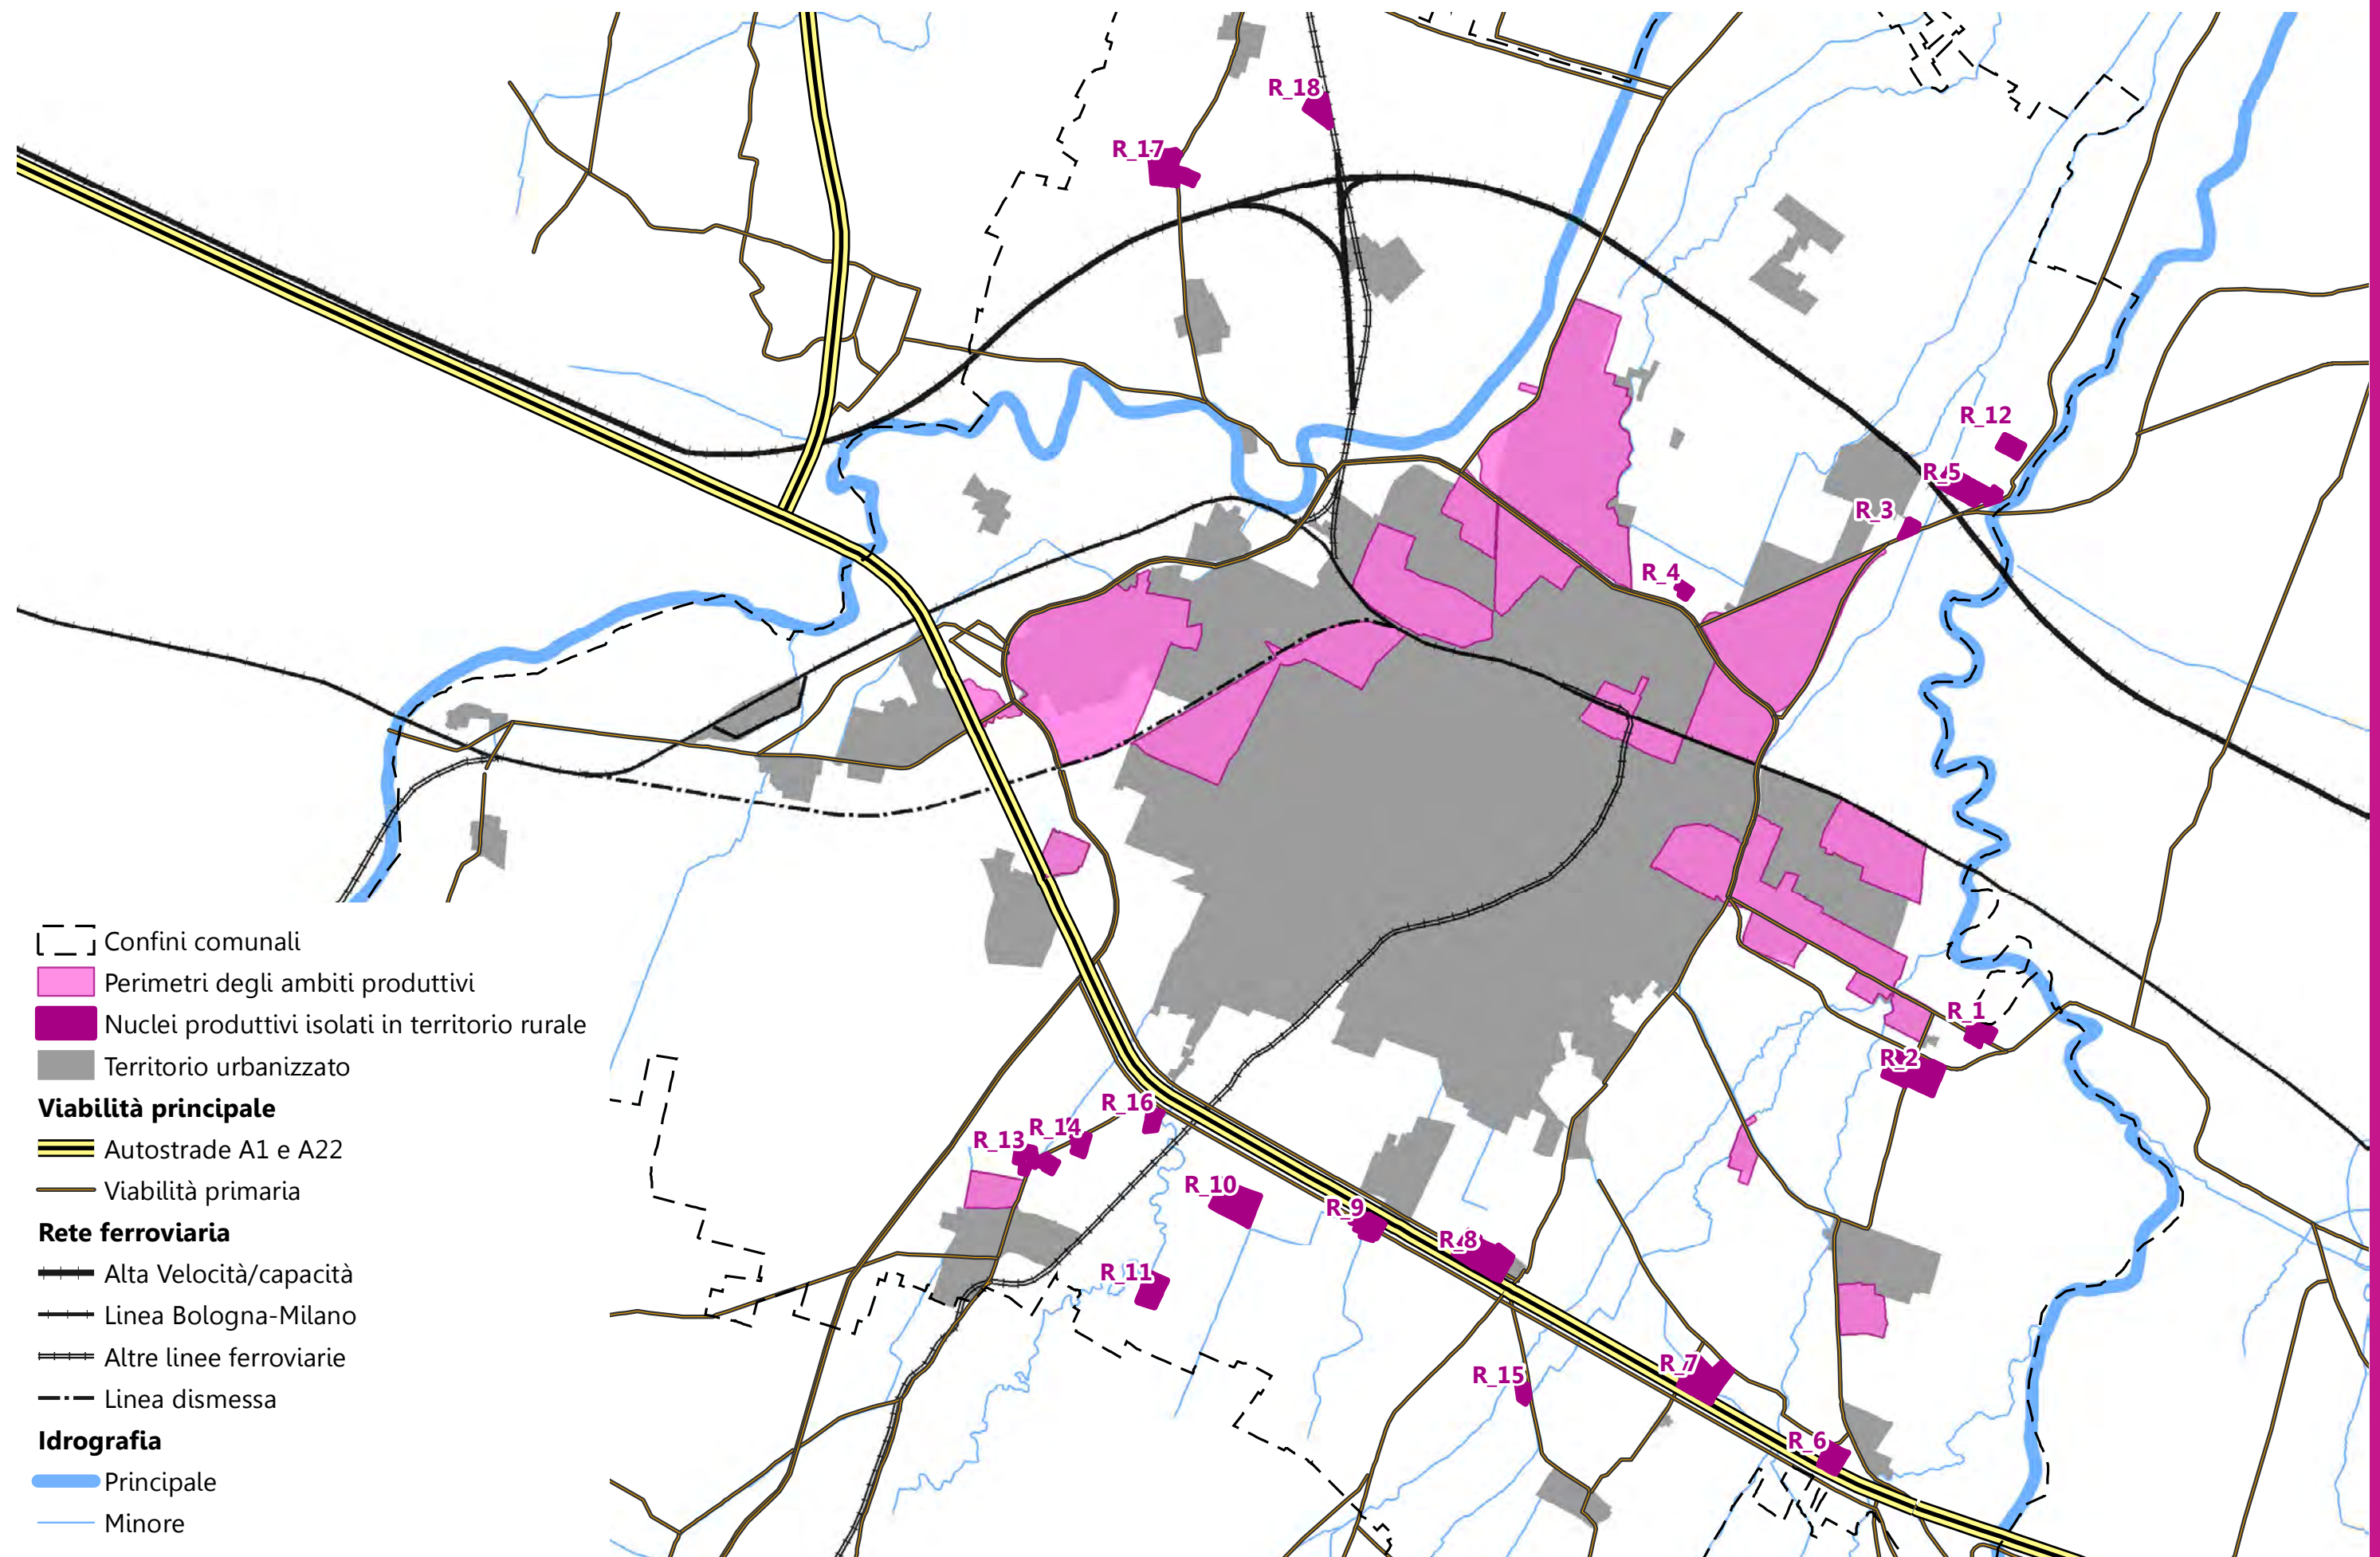 R_18
R_17
R_12
R_5
R_3
R_4
Confini comunali
Perimetri degli ambiti produttivi
Nuclei produttivi isolati in territorio rurale
Territorio urbanizzato
Viabilità principale
Autostrade A1 e A22
Viabilità primaria
Rete ferroviaria
Alta Velocità/capacità
Linea Bologna-Milano
Altre linee ferroviarie
Linea dismessa
Idrografia
Principale
Minore
R_1
R_2
R_16
R_14
R_13
R_10
R_9
R_8
R_11
R_7
R_15
R_6